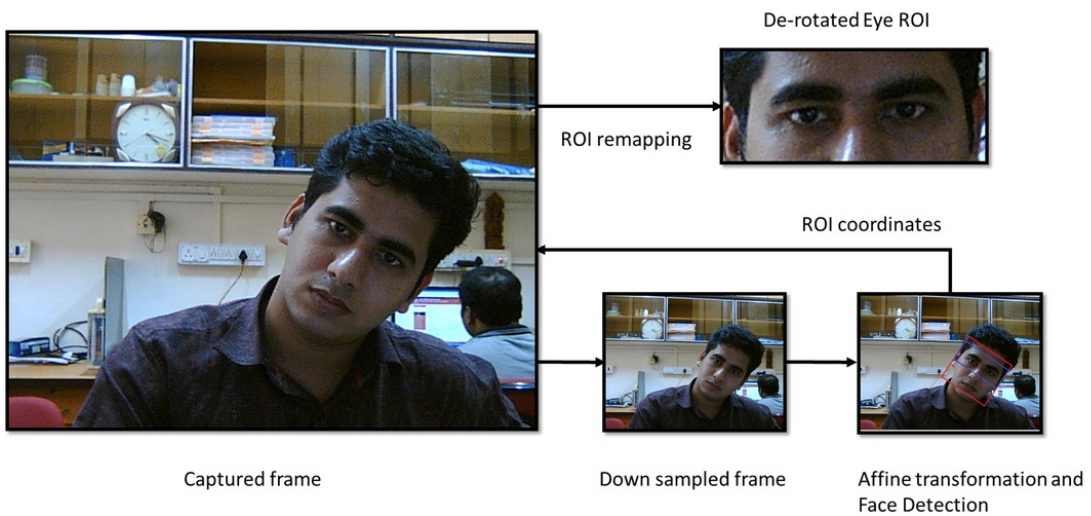 De-rotated Eye ROI
ROI remapping
ROI coordinates
Captured frame
Down sampled frame
Affine transformation and
Face Detection